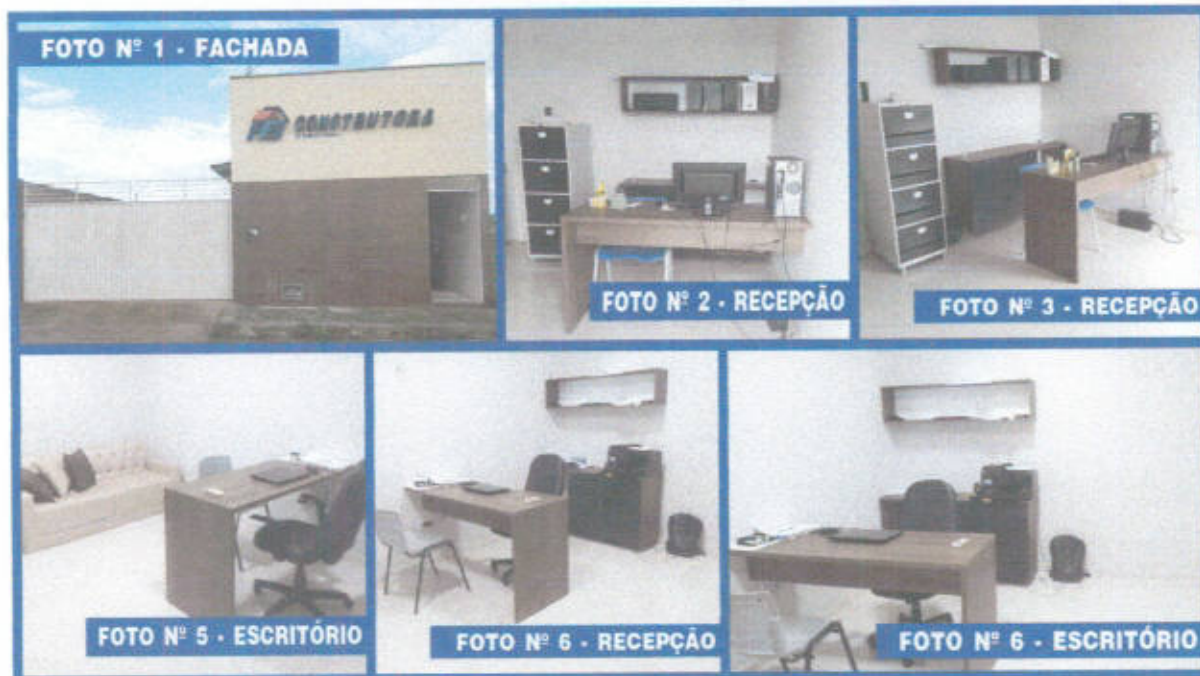 FOTO Nº 1 - FACHADA
CONSTRUTORA
FOTO Nº 2 - RECEPÇÃO
FOTO Nº 3 - RECEPÇÃO
FOTO Nº 5 - ESCRITÓRIO
FOTO Nº 6 - RECEPÇÃO
FOTO Nº 6 - ESCRITÓRIO